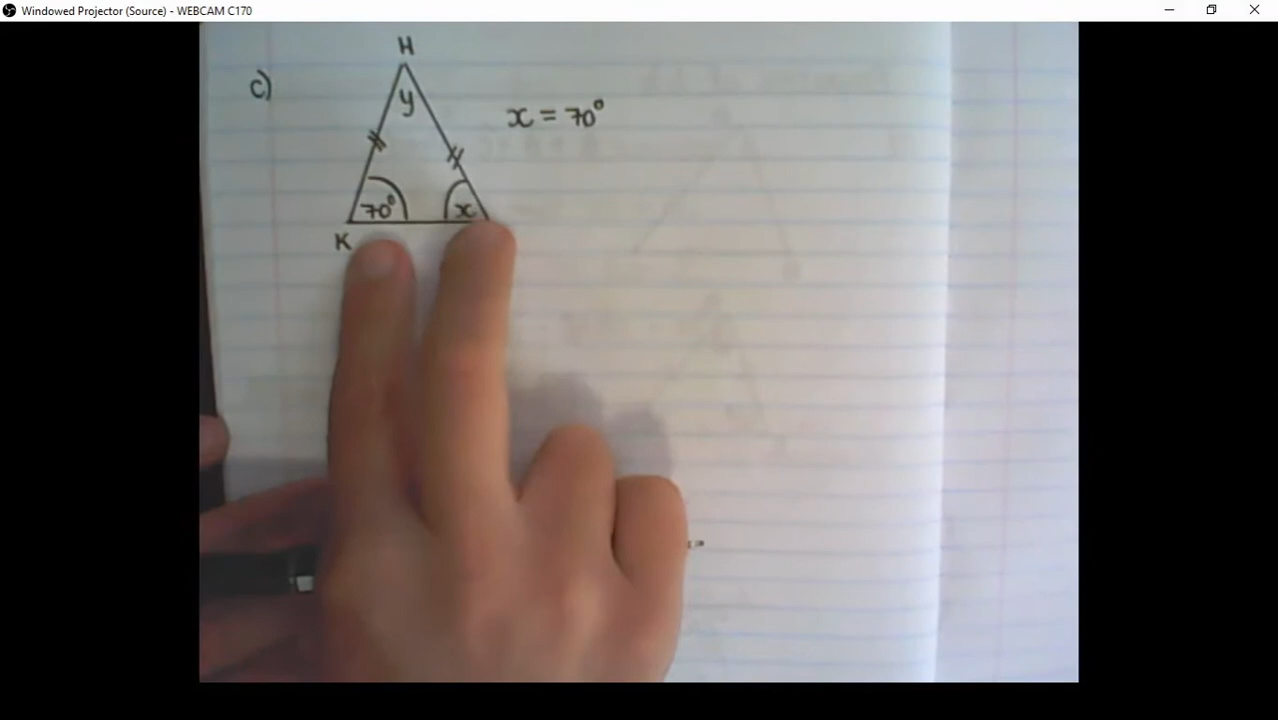 Windowed Projector (Source) - WEBCAM C170
H
c)
y
x = 70°
70°
x
K